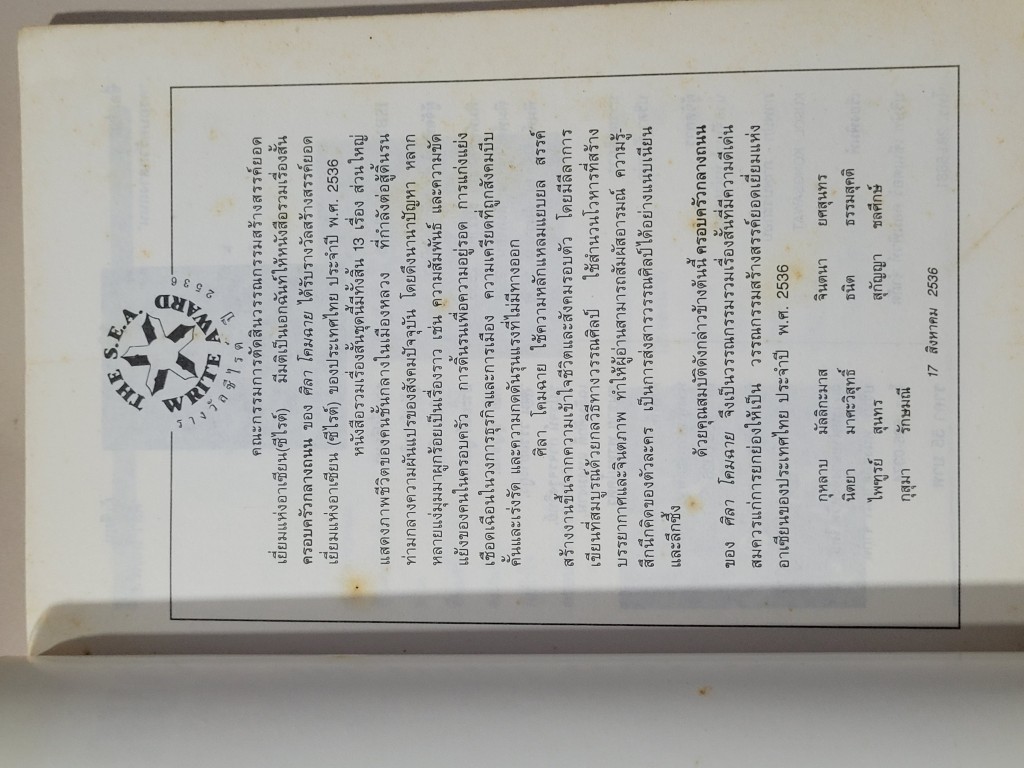 THE S.E.A.
WRITE AWARD
รางวัลซีไรต์ ปี 2536
คณะกรรมการตัดสินวรรณกรรมสร้างสรรค์ยอด
เยี่ยมแห่งอาเซียน(ซีไรต์) มีมติเป็นเอกฉันท์ให้หนังสือรวมเรื่องสั้น
ครอบครัวกลางถนน ของ ศิลา โคมฉาย ได้รับรางวัลสร้างสรรค์ยอด
เยี่ยมแห่งอาเซียน (ซีไรต์) ของประเทศไทย ประจำปี พ.ศ. 2536
หนังสือรวมเรื่องสั้นชุดนี้มีทั้งสิ้น 13 เรื่อง ส่วนใหญ่
แสดงภาพชีวิตของคนชั้นกลางในเมืองหลวง ที่กำลังต่อสู้ดิ้นรน
ท่ามกลางความผันแปรของสังคมปัจจุบัน โดยดึงนานาปัญหา หลาก
หลายแง่มุมมาผูกร้อยเป็นเรื่องราว เช่น ความสัมพันธ์ และความขัด
แย้งของคนในครอบครัว การดิ้นรนเพื่อความอยู่รอด การแก่งแย่ง
เชือดเฉือนในวงการธุรกิจและการเมือง ความเครียดที่ถูกสังคมบีบ
คั้นและเร่งรัด และความกดดันรุนแรงที่ไม่มีทางออก
ศิลา โคมฉาย ใช้ความหลักแหลมแยบยล สรรค์
สร้างงานขึ้นจากความเข้าใจชีวิตและสังคมรอบตัว โดยมีลีลาการ
เขียนที่สมบูรณ์ด้วยกลวิธีทางวรรณศิลป์ ใช้สำนวนโวหารที่สร้าง
บรรยากาศและจินตภาพ ทำให้ผู้อ่านสามารถสัมผัสอารมณ์ ความรู้-
สึกนึกคิดของตัวละคร เป็นการส่งสารวรรณศิลป์ได้อย่างแนบเนียน
และลึกซึ้ง
ด้วยคุณสมบัติดังกล่าวข้างต้นนี้ ครอบครัวกลางถนน
ของ ศิลา โคมฉาย จึงเป็นวรรณกรรมรวมเรื่องสั้นที่มีความดีเด่น
สมควรแก่การยกย่องให้เป็น วรรณกรรมสร้างสรรค์ยอดเยี่ยมแห่ง
อาเซียนของประเทศไทย ประจำปี พ.ศ. 2536
กุหลาบ มัลลิกะมาส จินตนา ยศสุนทร
นิตยา มาศะวิสุทธิ์ ธนิต ธรรมสุคติ
ไพฑูรย์ สุนทร สุกัญญา ชลศึกษ์
กุสุมา รักษมณี
17 สิงหาคม 2536